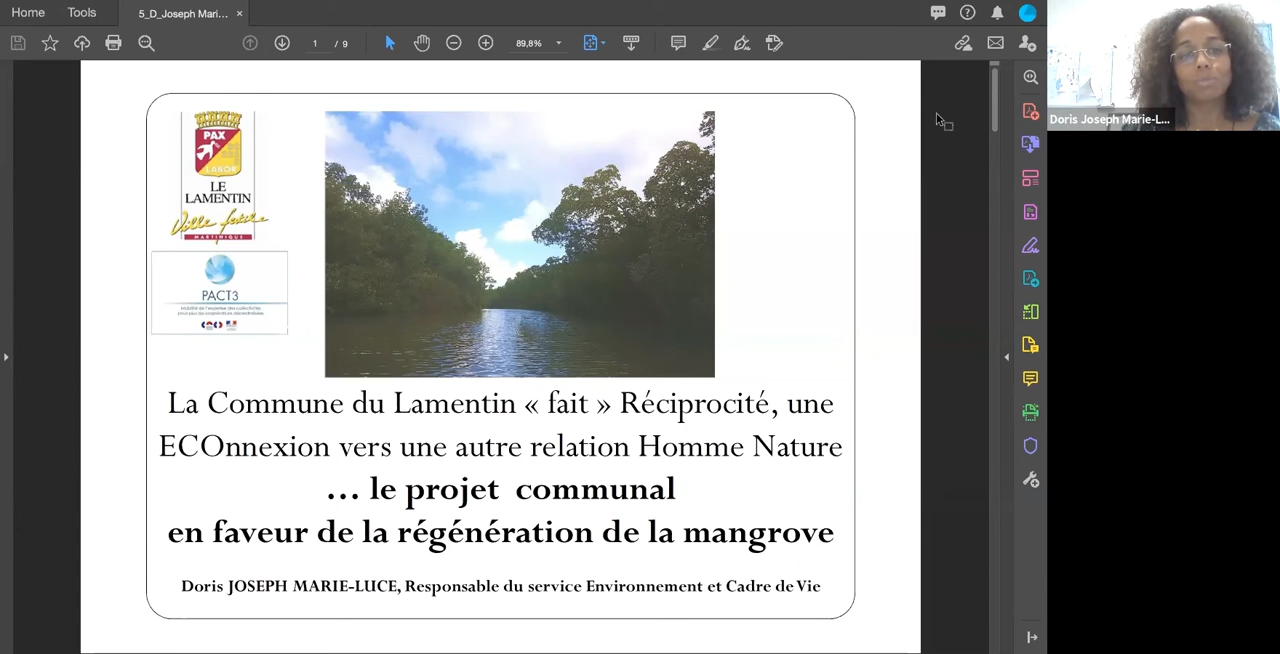 Home
Tools
5_D_Joseph Mari...
×
1 / 9
89,8%
Doris Joseph Marie-L...
PAX
LABOR
LE
LAMENTIN
Ville future
MARTINIQUE
PACT3
La Commune du Lamentin « fait » Réciprocité, une
ECOnnexion vers une autre relation Homme Nature
... le projet communal
en faveur de la régénération de la mangrove
Doris JOSEPH MARIE-LUCE, Responsable du service Environnement et Cadre de Vie